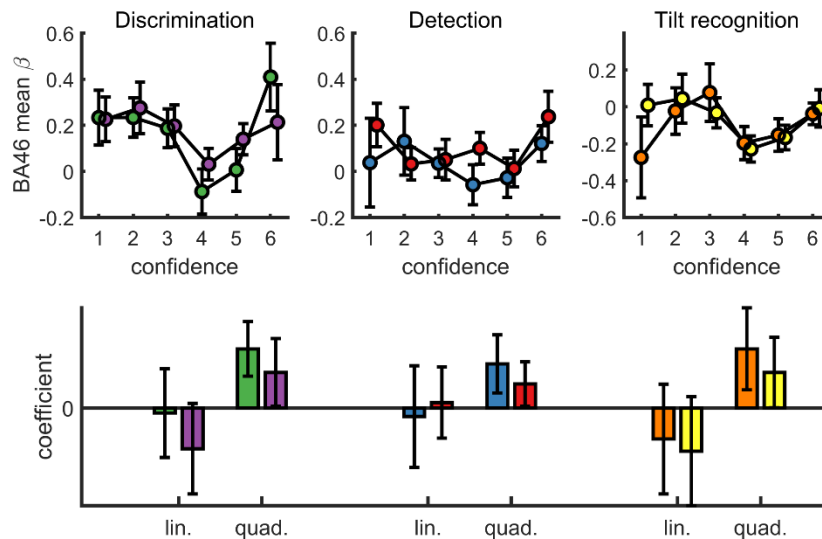 Discrimination
Detection
Tilt recognition
BA46 mean β
0.6
0.4
0.2
0
-0.2
1 2 3 4 5 6
confidence
0.6
0.4
0.2
0
-0.2
1 2 3 4 5 6
confidence
0.2
0
-0.2
-0.4
-0.6
1 2 3 4 5 6
confidence
coefficient
0
lin. quad. lin. quad. lin. quad.